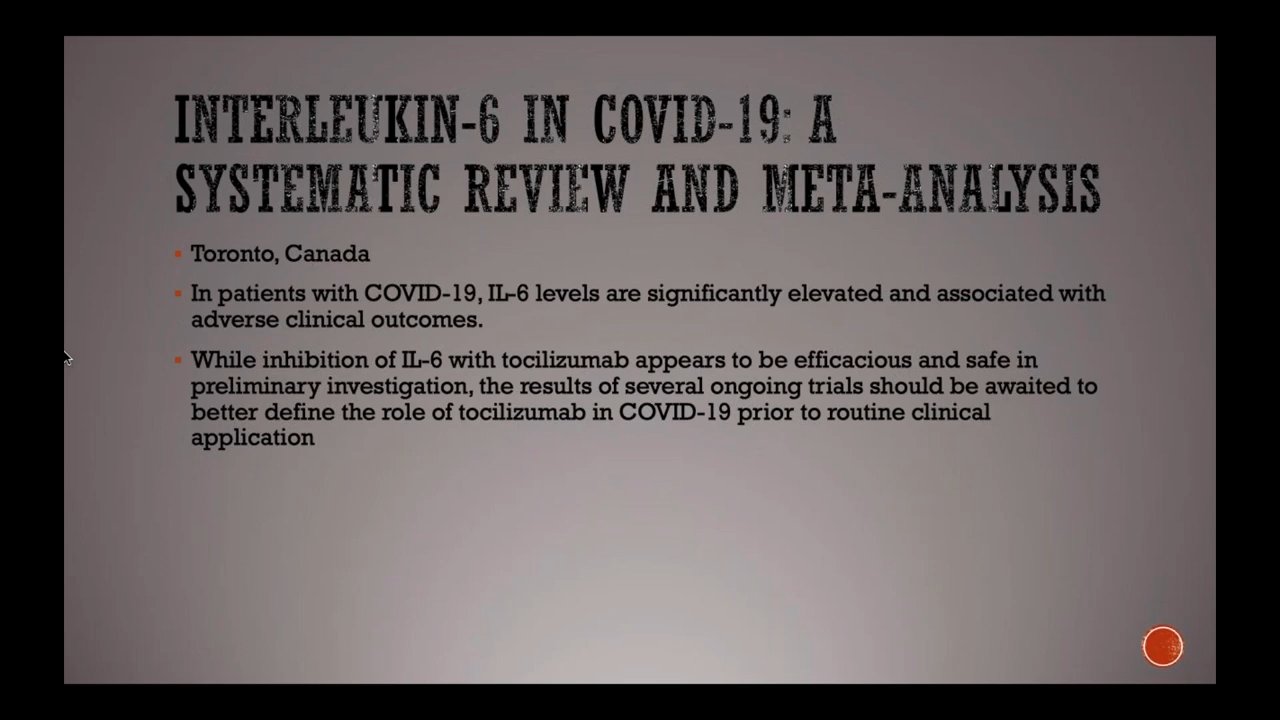 INTERLEUKIN-6 IN COVID-19: A
SYSTEMATIC REVIEW AND META-ANALYSIS
Toronto, Canada
In patients with COVID-19, IL-6 levels are significantly elevated and associated with
adverse clinical outcomes.
While inhibition of IL-6 with tocilizumab appears to be efficacious and safe in
preliminary investigation, the results of several ongoing trials should be awaited to
better define the role of tocilizumab in COVID-19 prior to routine clinical
application